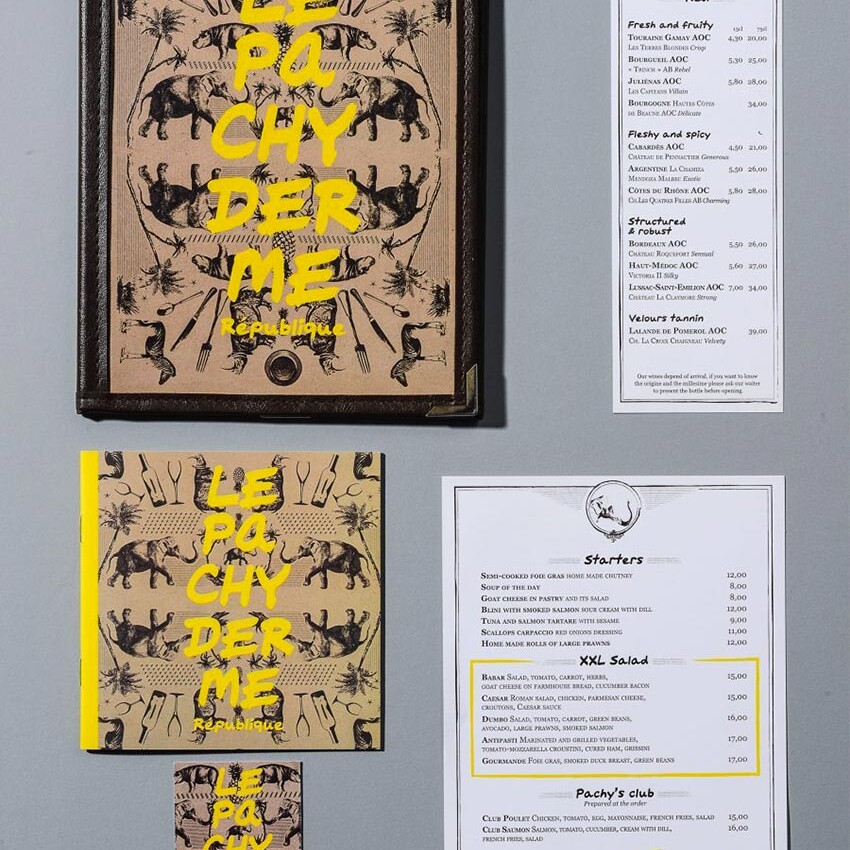 LE
PA
CHY
DER
ME
République
Fresh and fruity 15cl 75cl
TOURAINE GAMAY AOC 4,30 20,00
LES TERRES BLONDES Crisp
BOURGUEIL AOC 5,30 25,00
« TRINCH » AB Rebel
JULIÉNAS AOC 5,80 28,00
LES CAPITANS Villain
BOURGOGNE HAUTES CÔTES 34,00
DE BEAUNE AOC Délicate
Fleshy and spicy
CABARDÈS AOC 4,50 21,00
CHÂTEAU DE PENNAUTIER Generous
ARGENTINE LA CHAMIZA 5,50 26,00
MENDOZA MALBEC Exotic
CÔTES DU RHÔNE AOC 5,80 28,00
CH.LES QUATRES FILLES AB Charming
Structured
& robust
BORDEAUX AOC 5,50 26,00
CHÂTEAU ROQUEFORT Sensual
HAUT-MÉDOC AOC 5,60 27,00
VICTORIA II Silky
LUSSAC-SAINT-EMILION AOC 7,00 34,00
CHÂTEAU LA CLAYMORE Strong
Velours tannin
LALANDE DE POMEROL AOC 39,00
CH. LA CROIX CHAIGNEAU Velvety
Our wines depend of arrival, if you want to know
the origin and the millesime please ask our waiter
to present the bottle before opening.
LE
PA
CHY
DER
ME
République
Starters
SEMI-COOKED FOIE GRAS HOME MADE CHUTNEY 12,00
SOUP OF THE DAY 8,00
GOAT CHEESE IN PASTRY AND ITS SALAD 8,00
BLINI WITH SMOKED SALMON SOUR CREAM WITH DILL 12,00
TUNA AND SALMON TARTARE WITH SESAME 9,00
SCALLOPS CARPACCIO RED ONIONS DRESSING 11,00
HOME MADE ROLLS OF LARGE PRAWNS 12,00
XXL Salad
BABAR SALAD, TOMATO, CARROT, HERBS, 15,00
GOAT CHEESE ON FARMHOUSE BREAD, CUCUMBER BACON
CAESAR ROMAN SALAD, CHICKEN, PARMESAN CHEESE, 15,00
CROUTONS, CAESAR SAUCE
DUMBO SALAD, TOMATO, CARROT, GREEN BEANS, 16,00
AVOCADO, LARGE PRAWNS, SMOKED SALMON
ANTIPASTI MARINATED AND GRILLED VEGETABLES, 17,00
TOMATO-MOZZARELLA CROUSTINI, CURED HAM, GRISSINI
GOURMANDE FOIE GRAS, SMOKED DUCK BREAST, GREEN BEANS 17,00
Pachy's club
Prepared at the order
CLUB POULET CHICKEN, TOMATO, EGG, MAYONNAISE, FRENCH FRIES, SALAD 15,00
CLUB SAUMON SALMON, TOMATO, CUCUMBER, CREAM WITH DILL, 16,00
FRENCH FRIES, SALAD
LE
PA
CHY